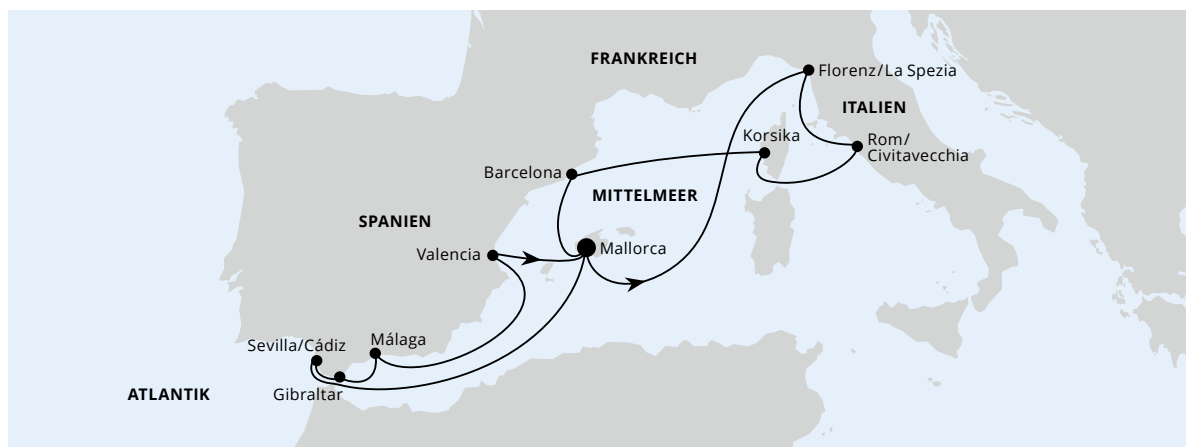 FRANKREICH
Florenz/La Spezia
ITALIEN
Korsika
Rom/
Civitavecchia
Barcelona
MITTELMEER
SPANIEN
Mallorca
Valencia
Málaga
Sevilla/Cádiz
Gibraltar
ATLANTIK